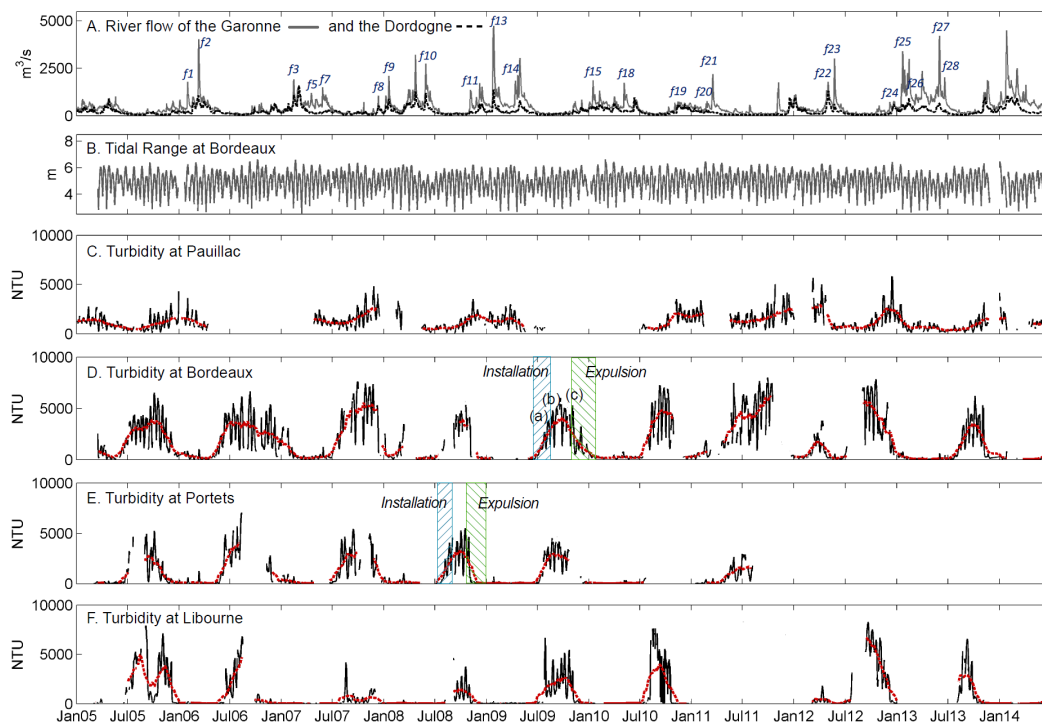 A. River flow of the Garonne and the Dordogne
m³/s
5000
2500
0
f1
f2
f3
f5
f7
f8
f9
f10
f11
f13
f14
f15
f18
f19
f20
f21
f22
f23
f24
f25
f26
f27
f28
B. Tidal Range at Bordeaux
m
8
6
4
C. Turbidity at Pauillac
NTU
10000
5000
0
D. Turbidity at Bordeaux
NTU
10000
5000
0
Installation
Expulsion
(a)
(b)
(c)
E. Turbidity at Portets
NTU
10000
5000
0
Installation
Expulsion
F. Turbidity at Libourne
NTU
10000
5000
0
Jan05 Jul05 Jan06 Jul06 Jan07 Jul07 Jan08 Jul08 Jan09 Jul09 Jan10 Jul10 Jan11 Jul11 Jan12 Jul12 Jan13 Jul13 Jan14